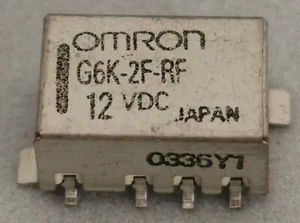 OMRON
G6K-2F-RF
12 VDC
JAPAN
0336Y1